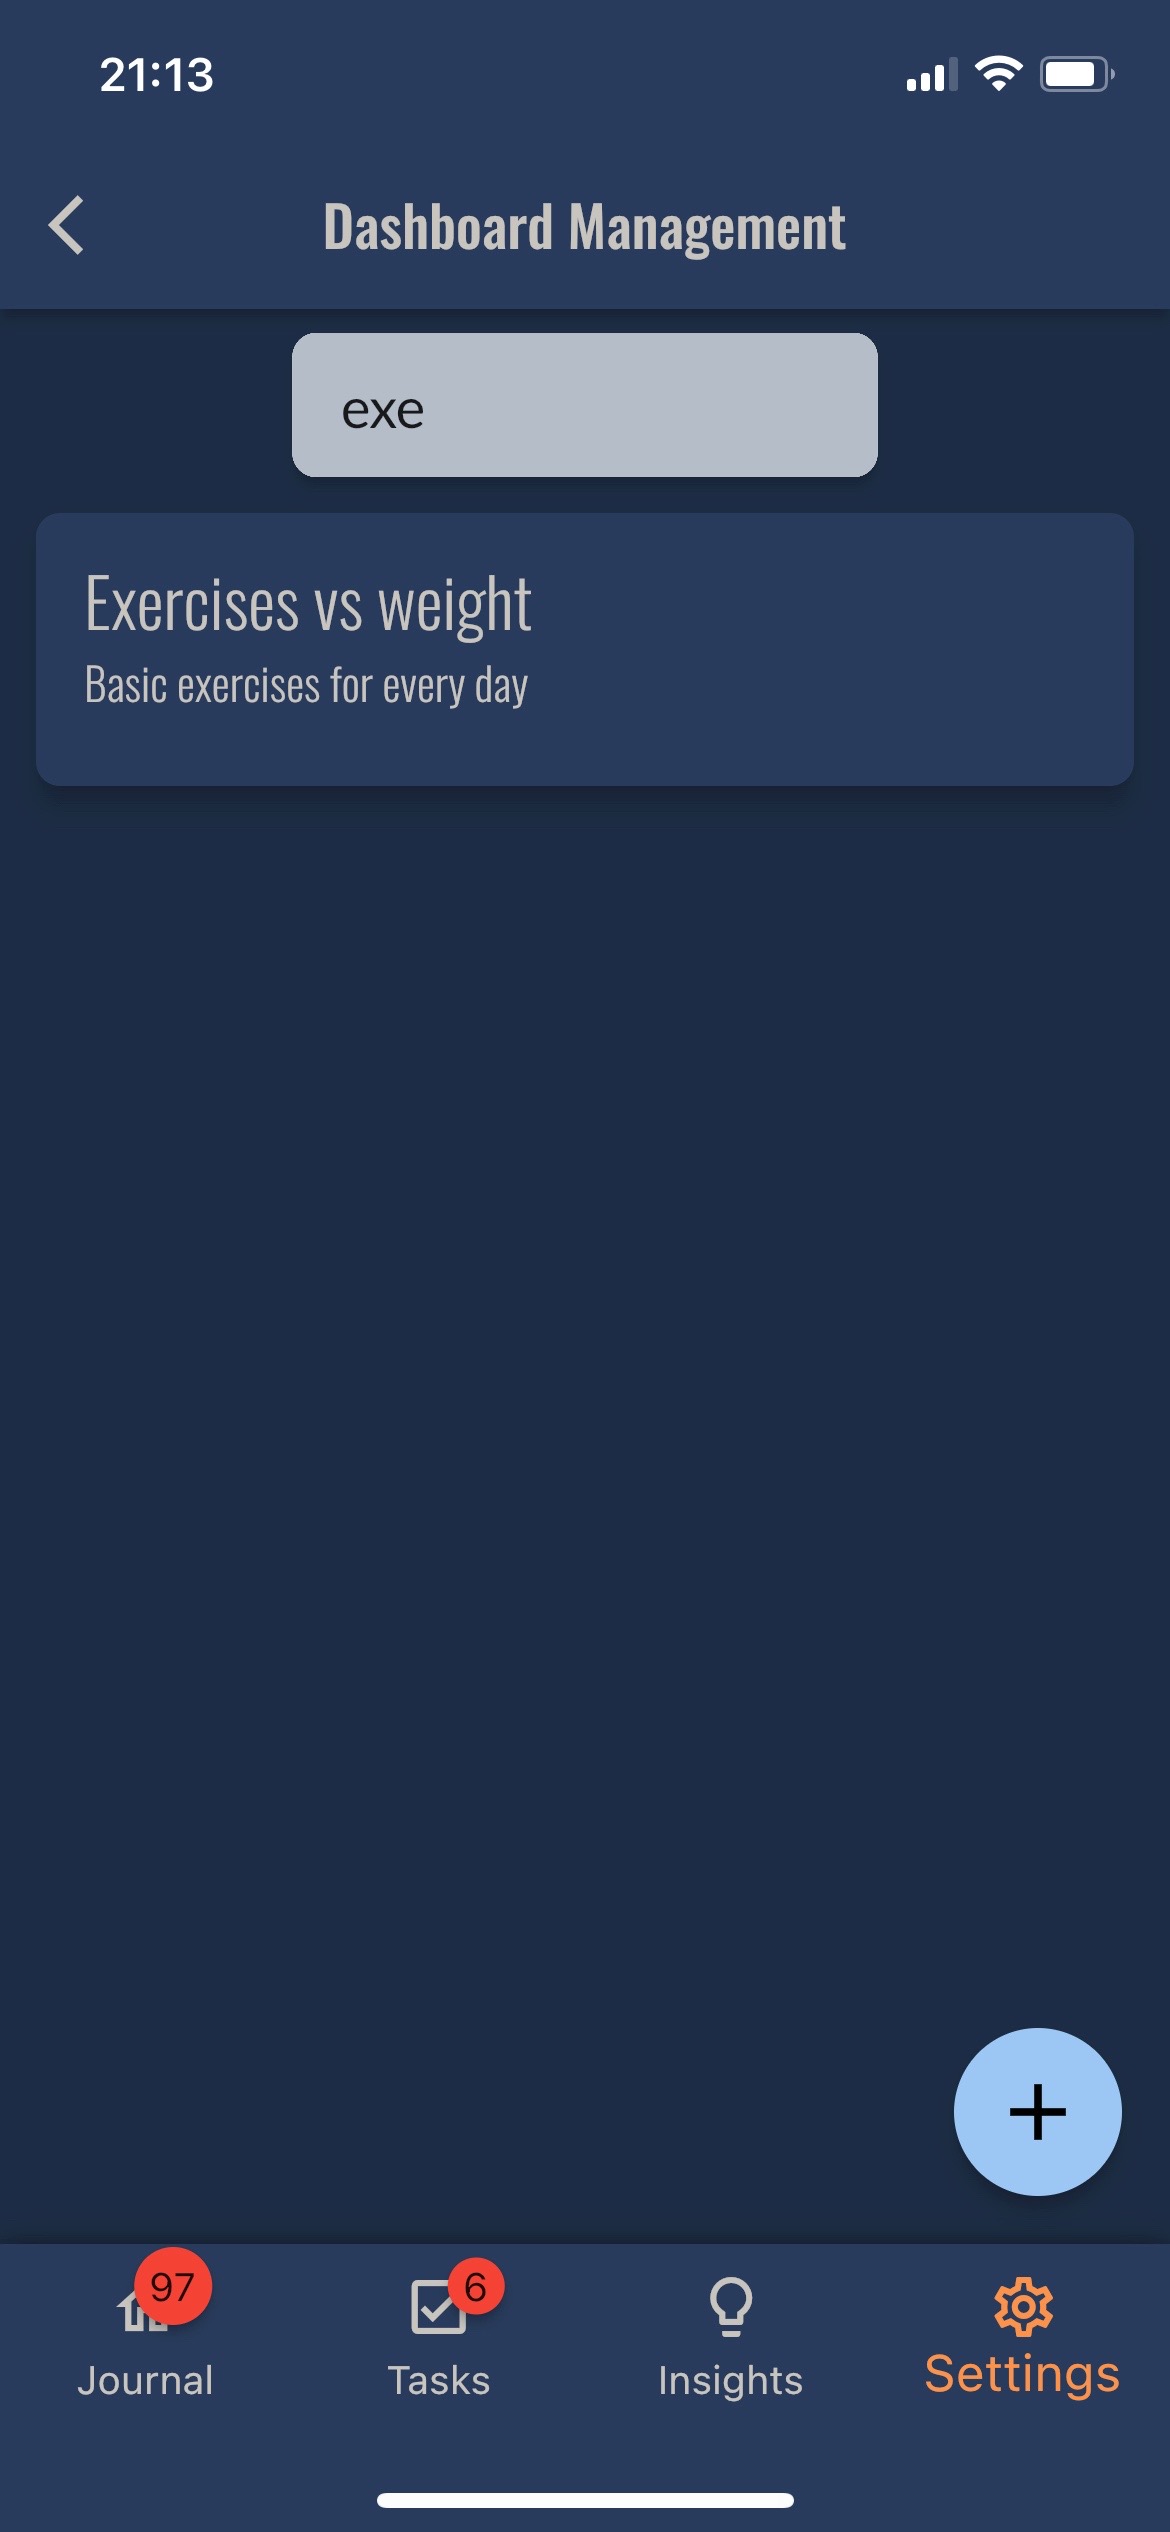 21:13
Dashboard Management
exe
Exercises vs weight
Basic exercises for every day
97
6
Journal
Tasks
Insights
Settings